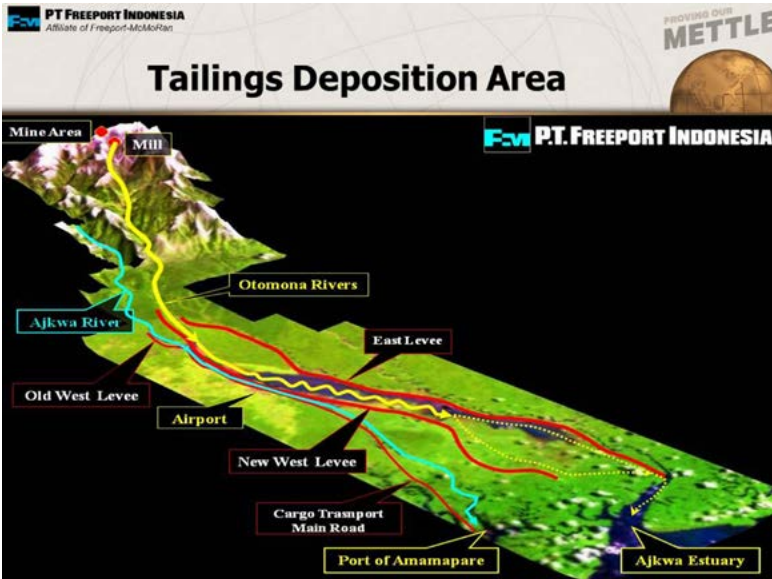 PT FREEPORT INDONESIA
Affiliate of Freeport-McMoRan
PROVING OUR
METTLE
Tailings Deposition Area
Mine Area
Mill
FCX P.T. FREEPORT INDONESIA
Otomona Rivers
Ajkwa River
East Levee
Old West Levee
Airport
New West Levee
Cargo Trasnport
Main Road
Port of Amamapare
Ajkwa Estuary